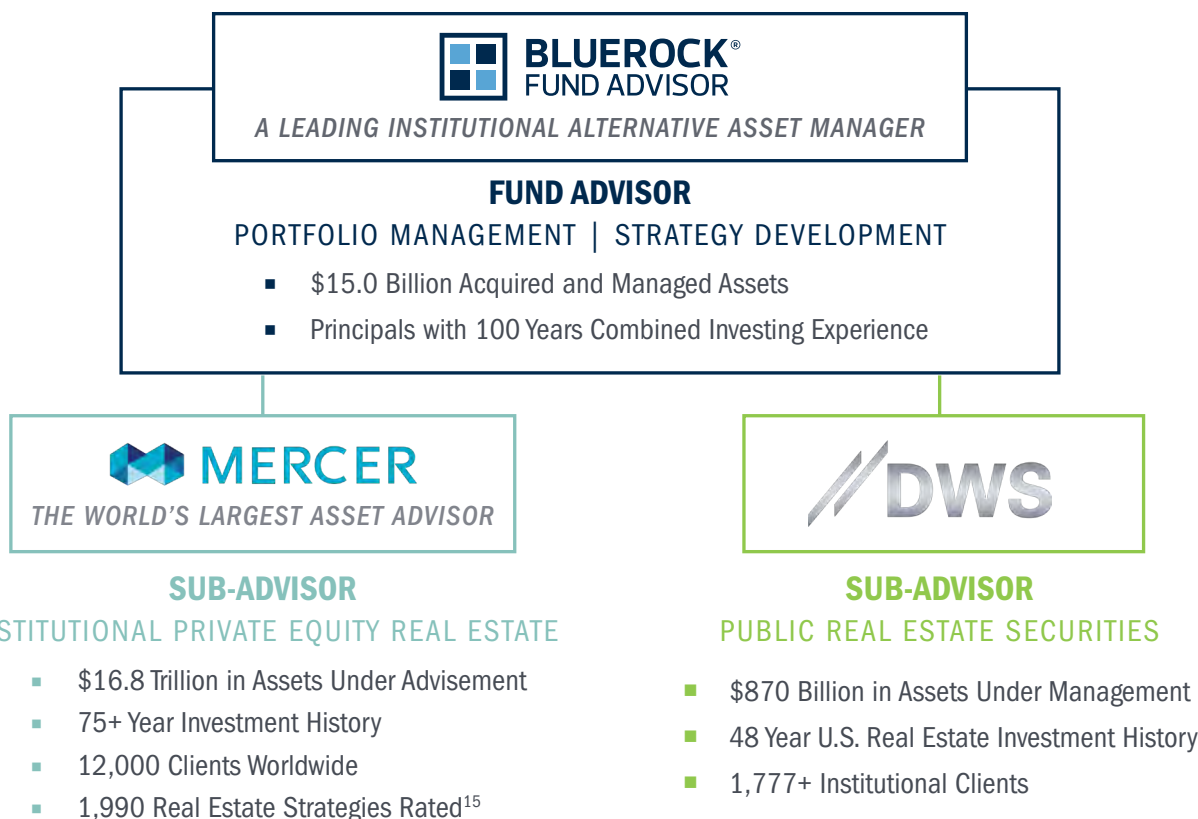 BLUEROCK®
FUND ADVISOR
A LEADING INSTITUTIONAL ALTERNATIVE ASSET MANAGER
FUND ADVISOR
PORTFOLIO MANAGEMENT | STRATEGY DEVELOPMENT
▪ $15.0 Billion Acquired and Managed Assets
▪ Principals with 100 Years Combined Investing Experience
MERCER
THE WORLD'S LARGEST ASSET ADVISOR
SUB-ADVISOR
STITUTIONAL PRIVATE EQUITY REAL ESTATE
▪ $16.8 Trillion in Assets Under Advisement
▪ 75+ Year Investment History
▪ 12,000 Clients Worldwide
▪ 1,990 Real Estate Strategies Rated15
DWS
SUB-ADVISOR
PUBLIC REAL ESTATE SECURITIES
▪ $870 Billion in Assets Under Management
▪ 48 Year U.S. Real Estate Investment History
▪ 1,777+ Institutional Clients